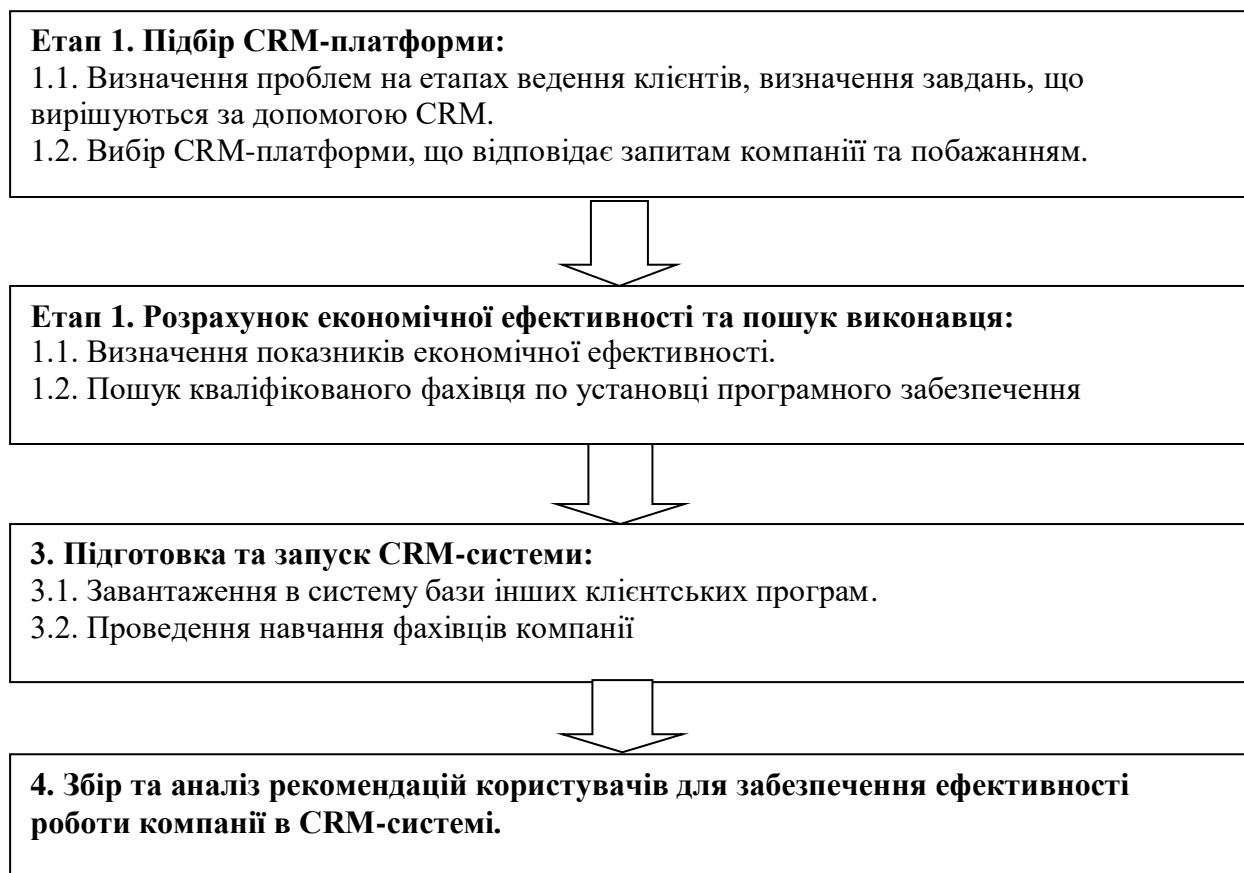 Етап 1. Підбір CRM-платформи:
1.1. Визначення проблем на етапах ведення клієнтів, визначення завдань, що
вирішуються за допомогою CRM.
1.2. Вибір CRM-платформи, що відповідає запитам компаніїї та побажанням.
Етап 1. Розрахунок економічної ефективності та пошук виконавця:
1.1. Визначення показників економічної ефективності.
1.2. Пошук кваліфікованого фахівця по установці програмного забезпечення
3. Підготовка та запуск CRM-системи:
3.1. Завантаження в систему бази інших клієнтських програм.
3.2. Проведення навчання фахівців компанії
4. Збір та аналіз рекомендацій користувачів для забезпечення ефективності
роботи компанії в CRM-системі.